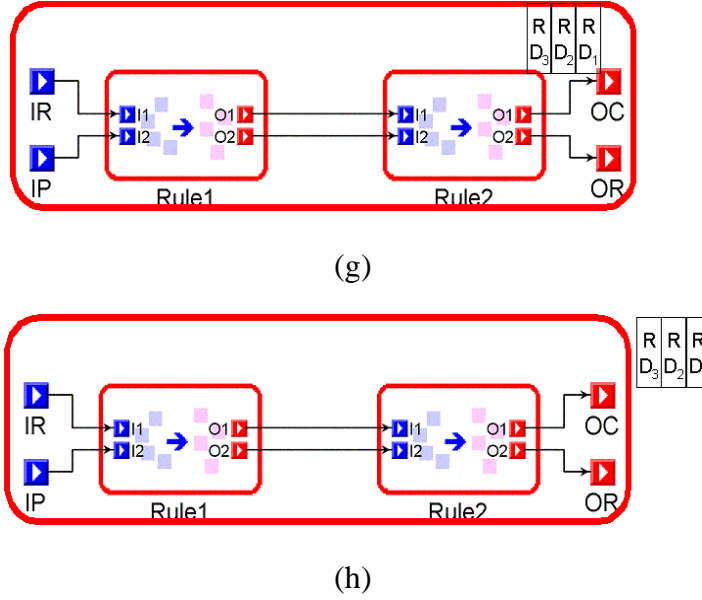 R R R
D3 D2 D1
IR I1 O1 I1 O1 OC
I2 O2 I2 O2
IP OR
Rule1 Rule2
(g)
R R R
D3 D2 D
IR I1 O1 I1 O1 OC
I2 O2 I2 O2
IP OR
Rule1 Rule2
(h)